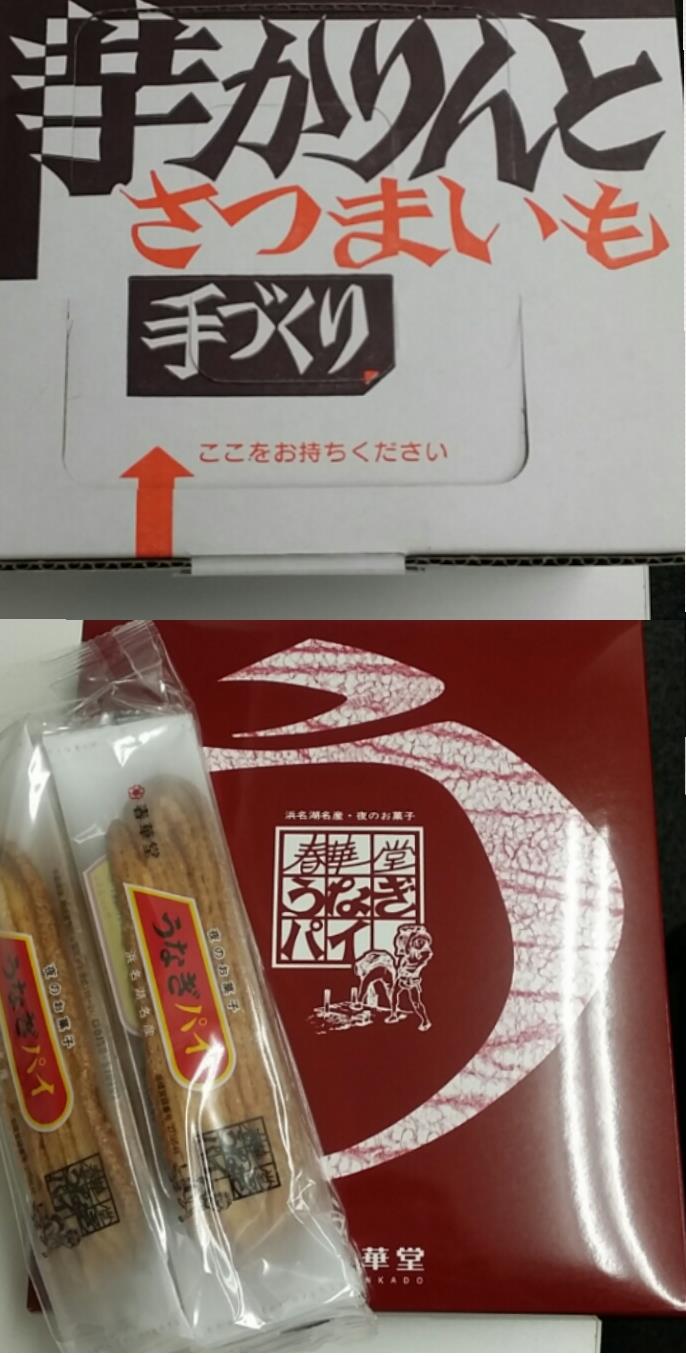 芋かりんと
さつまいも
手づくり
ここをお持ちください
浜名湖名産・夜のお菓子
春華堂
うなぎ
パイ
春華堂
夜のお菓子
うなぎパイ
浜名湖名産
夜のお菓子
うなぎパイ
華堂
NKADO